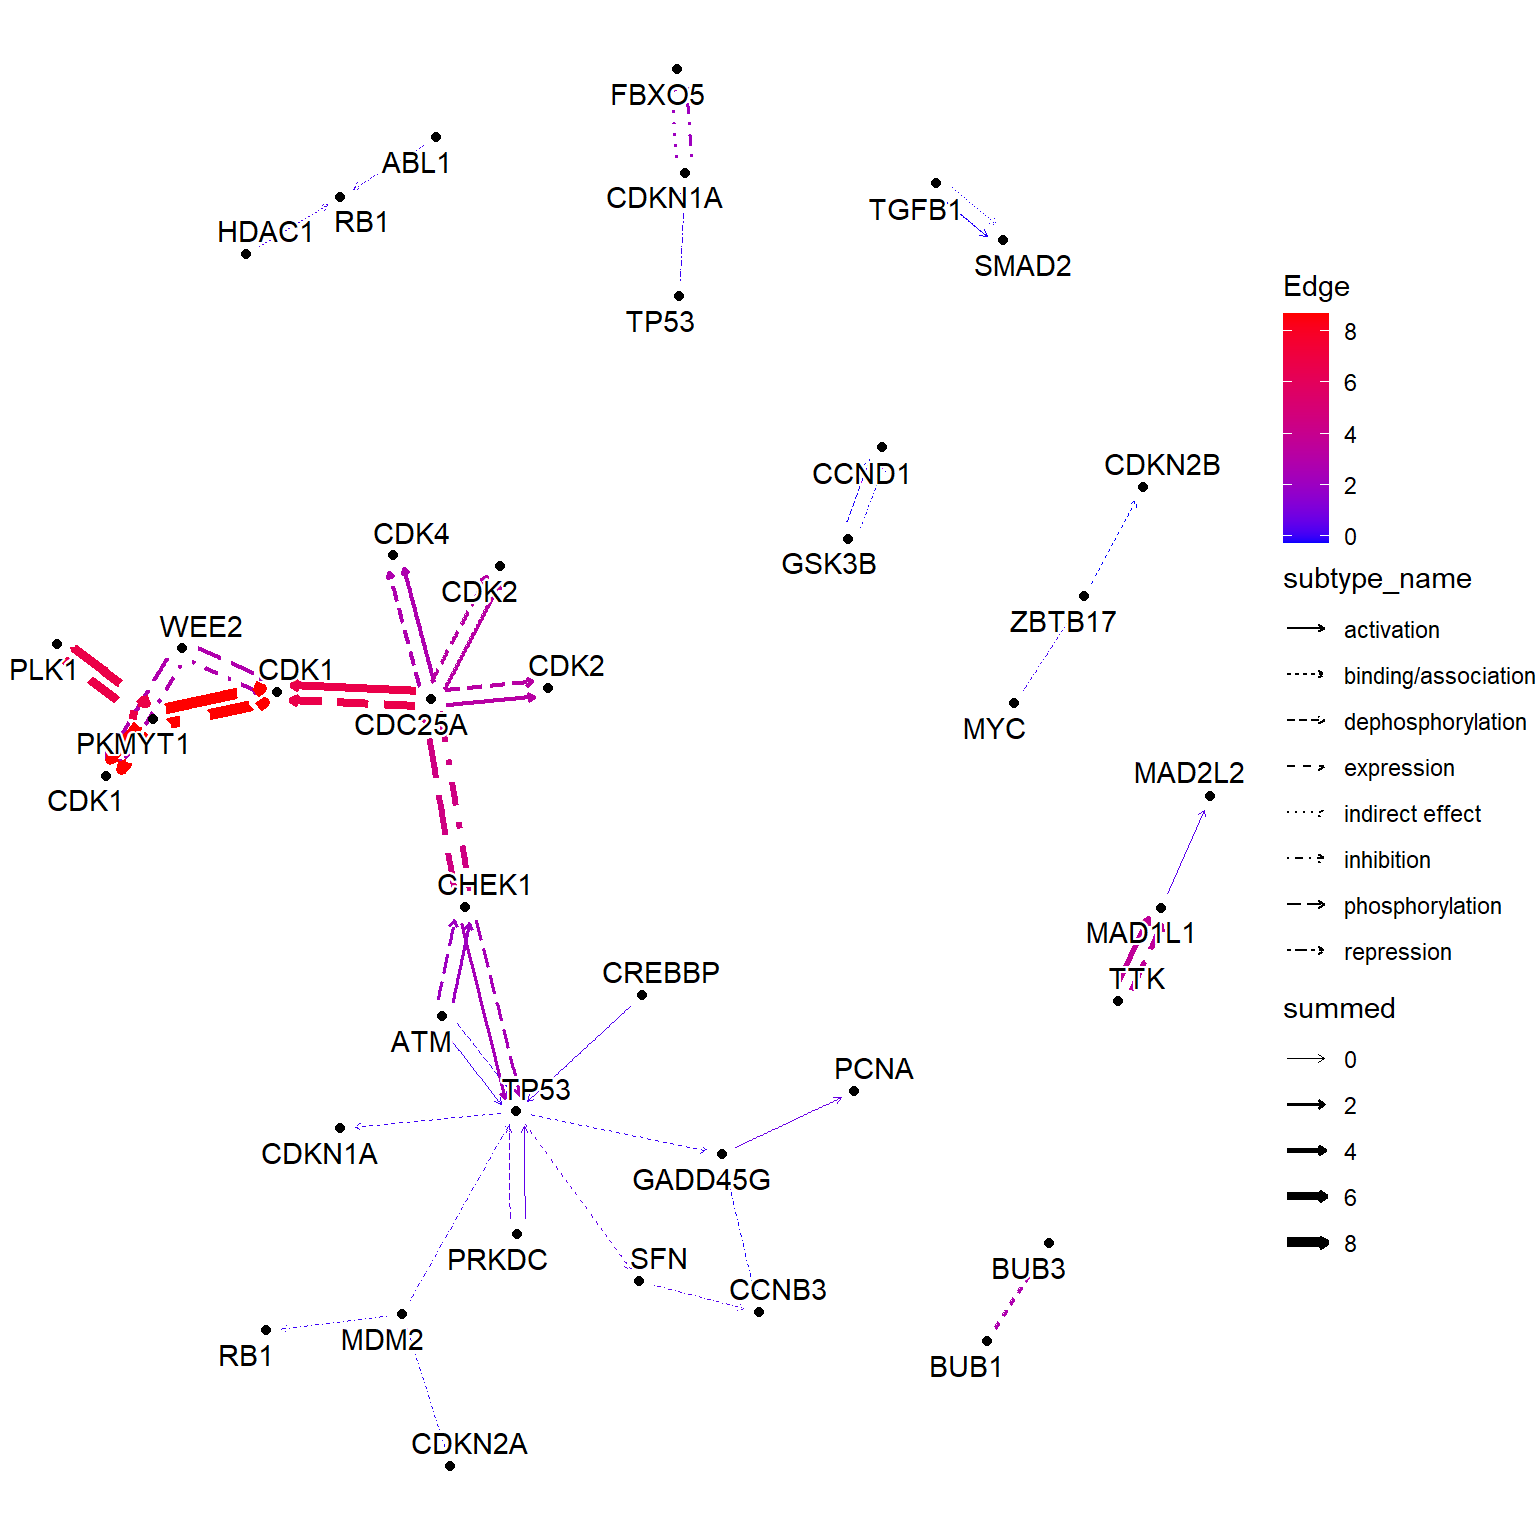 FBXO5
ABL1
CDKN1A
TGFB1
RB1
HDAC1
SMAD2
TP53
CCND1
CDKN2B
GSK3B
CDK4
CDK2
WEE2
ZBTB17
PLK1
CDK1
CDK2
CDC25A
MYC
PKMYT1
CDK1
MAD2L2
CHEK1
MAD1L1
TTK
CREBBP
ATM
TP53
PCNA
CDKN1A
GADD45G
PRKDC
SFN
CCNB3
BUB3
RB1
MDM2
BUB1
CDKN2A
Edge
8
6
4
2
0
subtype_name
activation
binding/association
dephosphorylation
expression
indirect effect
inhibition
phosphorylation
repression
summed
0
2
4
6
8